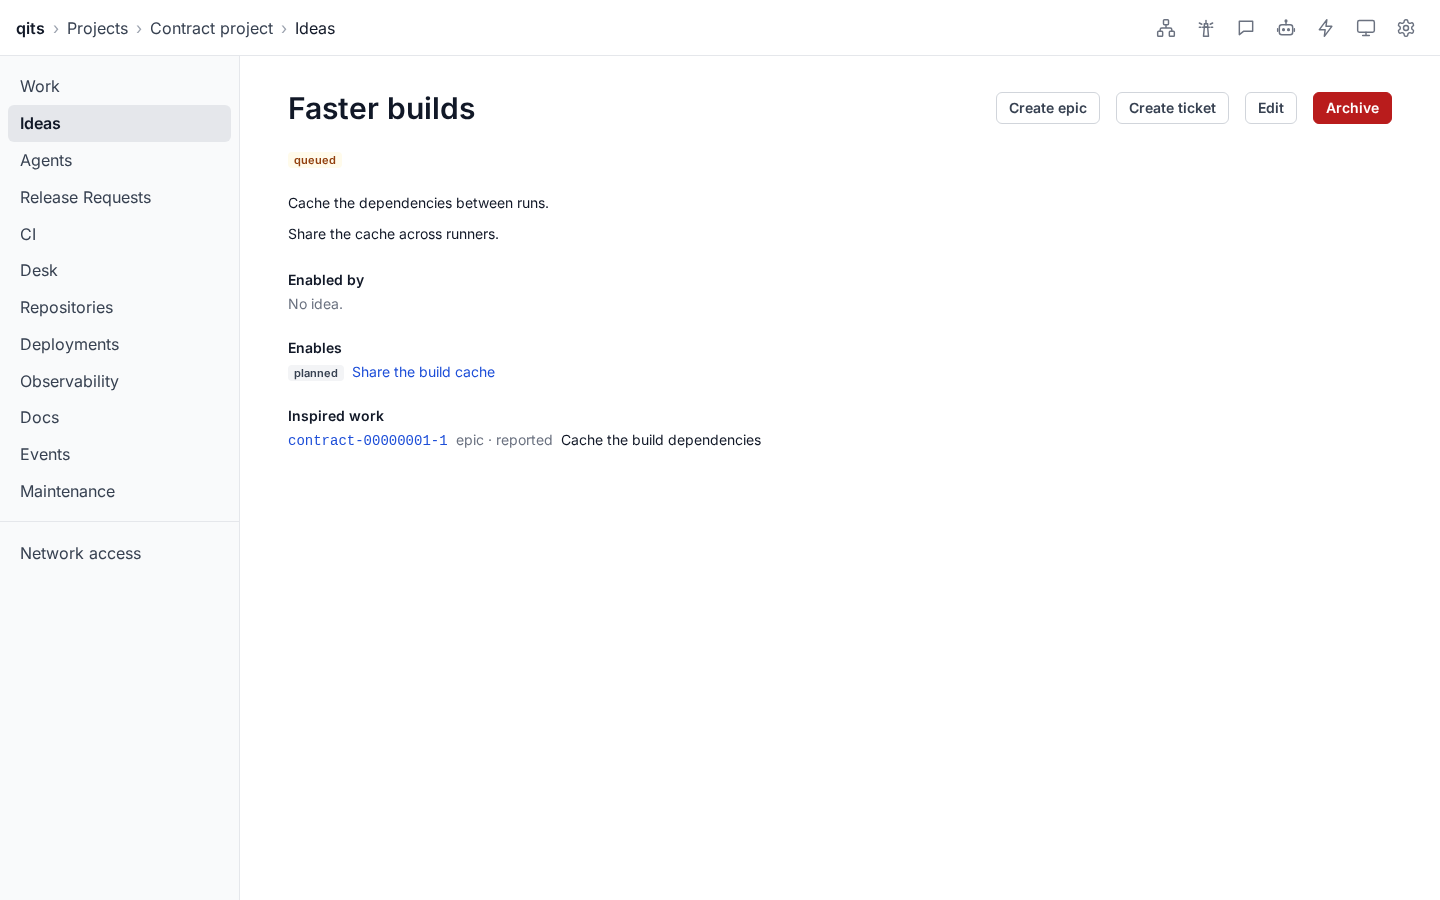 qits › Projects › Contract project › Ideas
Work
Ideas
Agents
Release Requests
CI
Desk
Repositories
Deployments
Observability
Docs
Events
Maintenance
Network access
Faster builds
Create epic
Create ticket
Edit
Archive
queued
Cache the dependencies between runs.
Share the cache across runners.
Enabled by
No idea.
Enables
planned Share the build cache
Inspired work
contract-00000001-1 epic · reported Cache the build dependencies